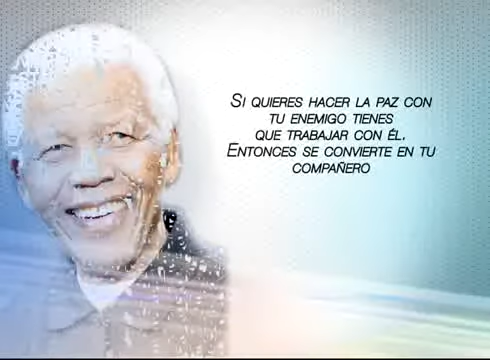 SI QUIERES HACER LA PAZ CON
TU ENEMIGO TIENES
QUE TRABAJAR CON ÉL.
ENTONCES SE CONVIERTE EN TU
COMPAÑERO